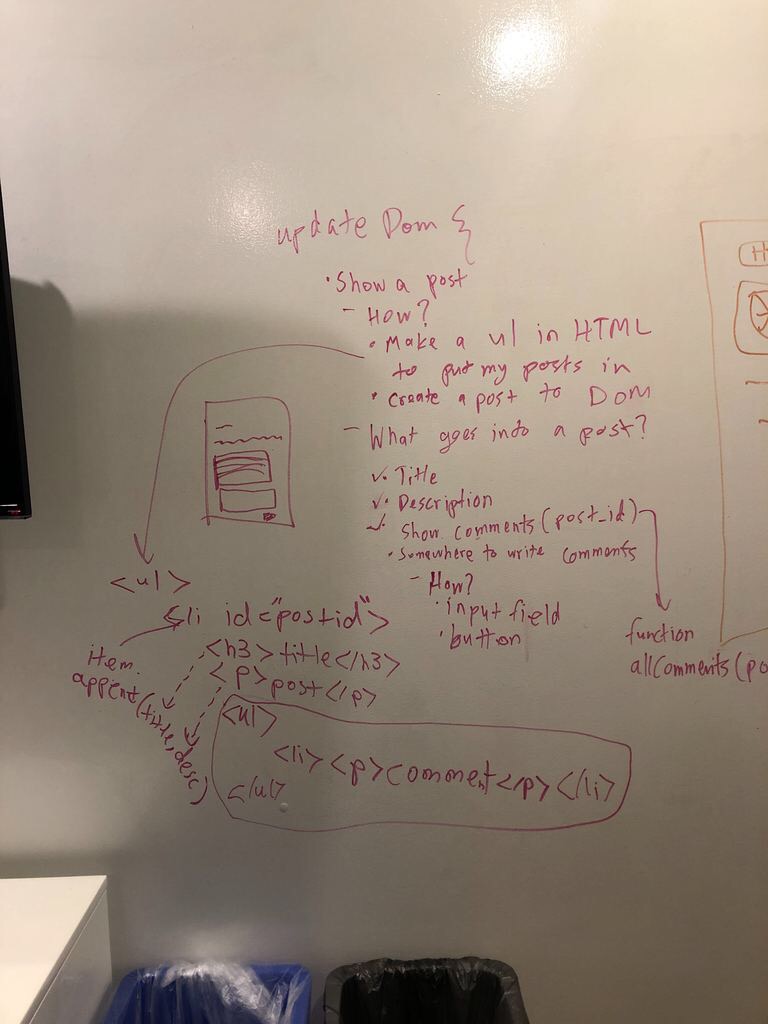 update Dom {
• Show a post
- How?
• Make a ul in HTML
to put my posts in
• Create a post to Dom
- What goes into a post?
✓• Title
✓• Description
✓ Show comments (post_id)
• Somewhere to write comments
- How?
• input field
• button
function
allComments (po
<ul>
<li id="postid">
<h3>title</h3>
<p>post</p>
<ul>
<li><p>comment</p></li>
</ul>
item.
append(title, desc)
H